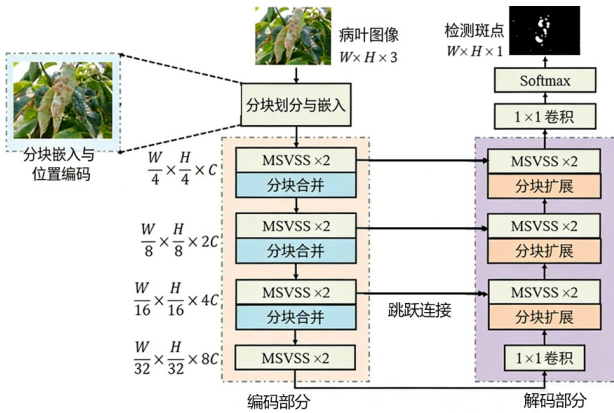 病叶图像
W×H×3
检测斑点
W×H×1
Softmax
1×1卷积
分块划分与嵌入
分块嵌入与
位置编码
W/4×H/4×C
MSVSS×2
分块合并
MSVSS×2
分块扩展
W/8×H/8×2C
MSVSS×2
分块合并
MSVSS×2
分块扩展
W/16×H/16×4C
MSVSS×2
分块合并
跳跃连接
MSVSS×2
分块扩展
W/32×H/32×8C
MSVSS×2
1×1卷积
编码部分
解码部分